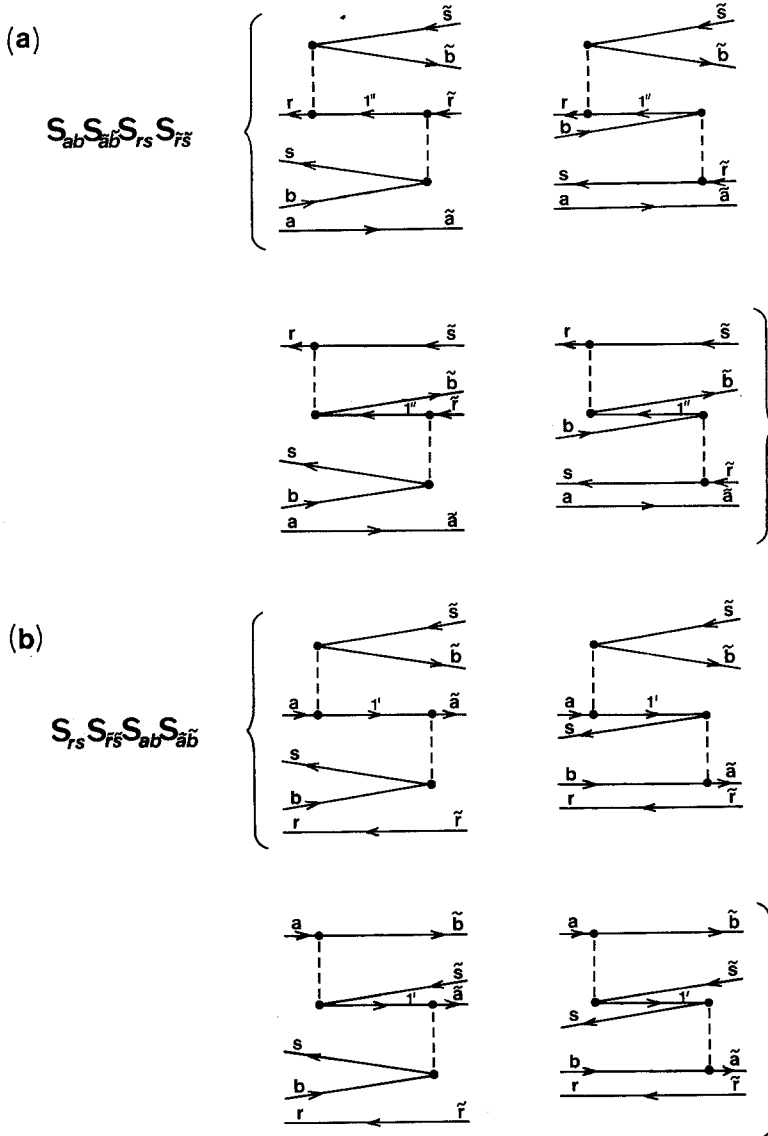 (a)
s̃ s̃
b̃ b̃
r 1" r̃ r 1"
b
S_{ab}S_{ãb̃}S_{rs}S_{r̃s̃}
s s r̃
b a ã
a ã
r s̃ r s̃
b̃ b̃
1" r̃ b 1"
s s r̃
b a ã
a ã
(b)
s̃ s̃
b̃ b̃
a 1' ã a 1'
s
S_{rs}S_{r̃s̃}S_{ab}S_{ãb̃}
s b ã
b r r̃
r r̃
a b̃ a b̃
s̃ s̃
1' ã s 1'
s b ã
b r r̃
r r̃